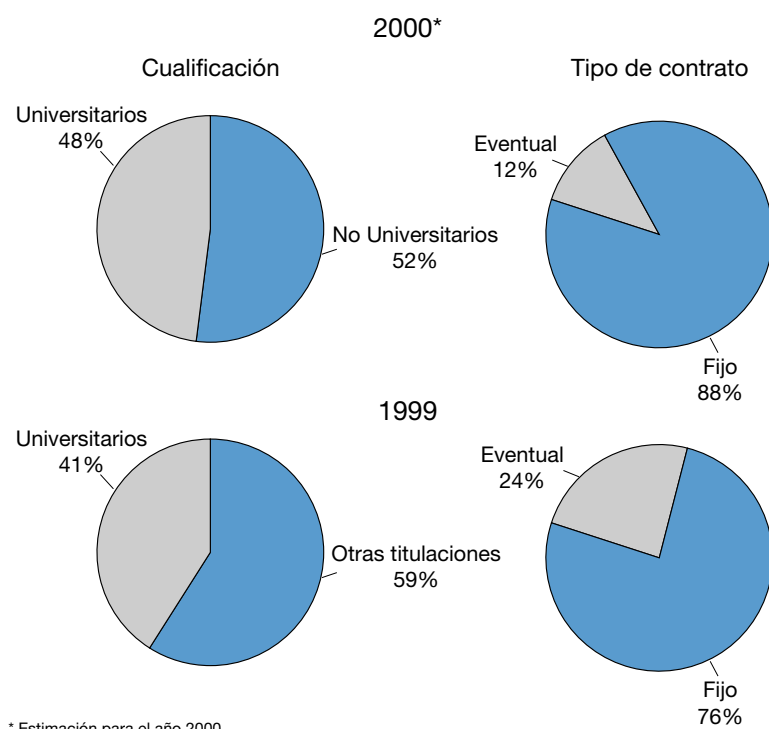 2000*
Cualificación
Tipo de contrato
Universitarios
48%
No Universitarios
52%
Eventual
12%
Fijo
88%
1999
Universitarios
41%
Otras titulaciones
59%
Eventual
24%
Fijo
76%
* Estimación para el año 2000